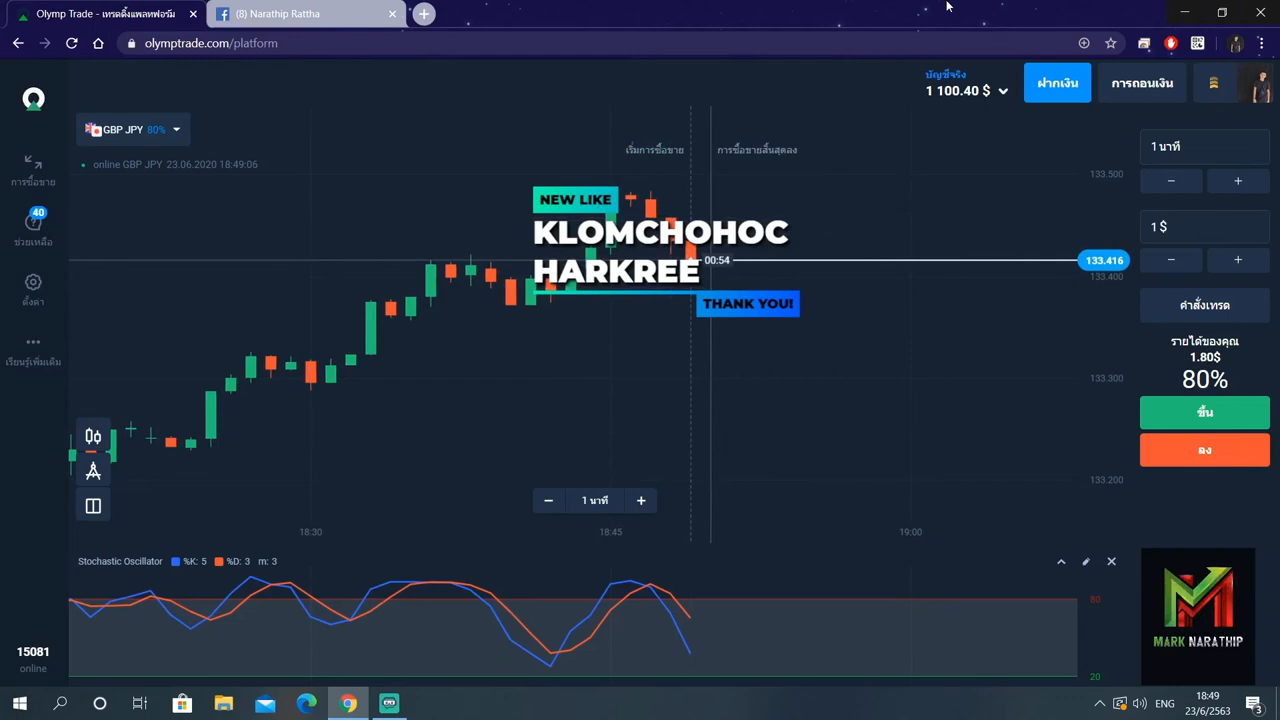 Olymp Trade - เทรดดิ้งแพลทฟอร์ม
(8) Narathip Rattha
olymptrade.com/platform
บัญชีจริง
1 100.40 $
ฝากเงิน
การถอนเงิน
GBP JPY 80%
online GBP JPY 23.06.2020 18:49:06
การซื้อขาย
40
ช่วยเหลือ
ตั้งค่า
เรียนรู้เพิ่มเติม
เริ่มการซื้อขาย
การซื้อขายสิ้นสุดลง
NEW LIKE
KLOMCHOHOC
HARKREE
THANK YOU!
00:54
133.500
133.416
133.400
133.300
133.200
1 นาที
1 $
คำสั่งเทรด
รายได้ของคุณ
1.80$
80%
ขึ้น
ลง
1 นาที
18:30
18:45
19:00
Stochastic Oscillator %K: 5 %D: 3 m: 3
80
20
MARK NARATHIP
15081
online
ENG
18:49
23/6/2563
3